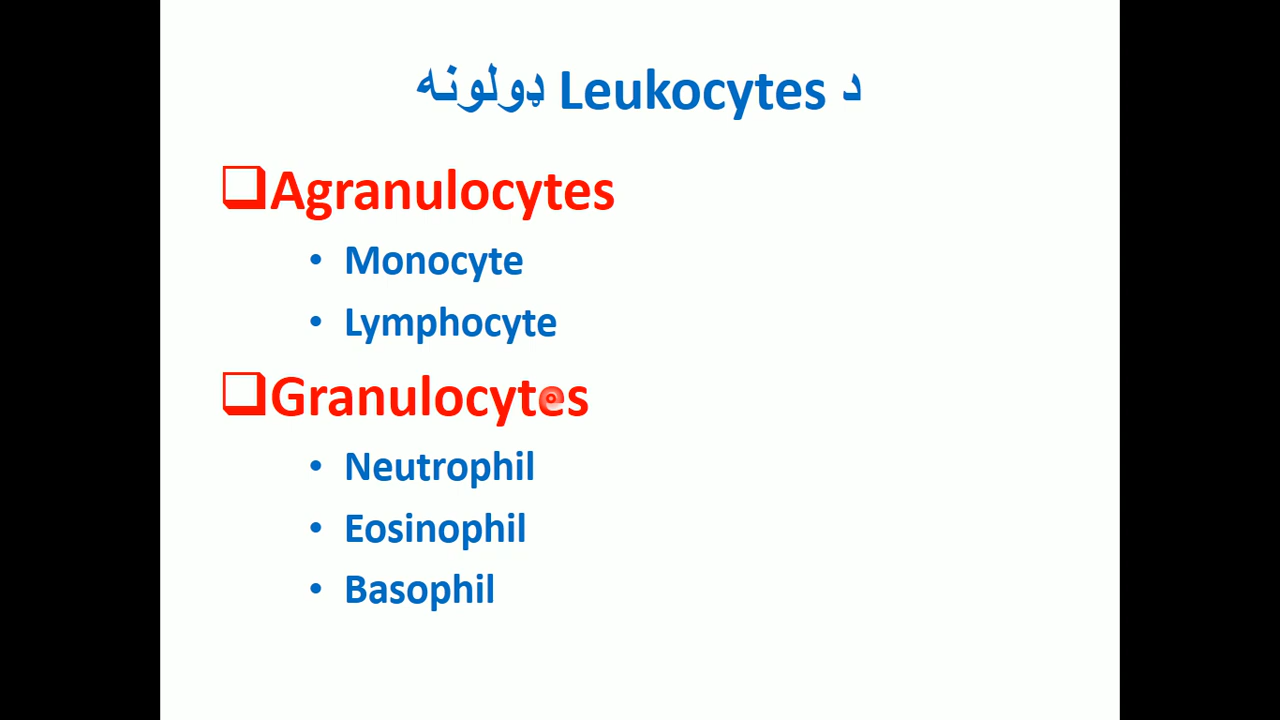 د Leukocytes ډولونه
❑Agranulocytes
• Monocyte
• Lymphocyte
❑Granulocytes
• Neutrophil
• Eosinophil
• Basophil